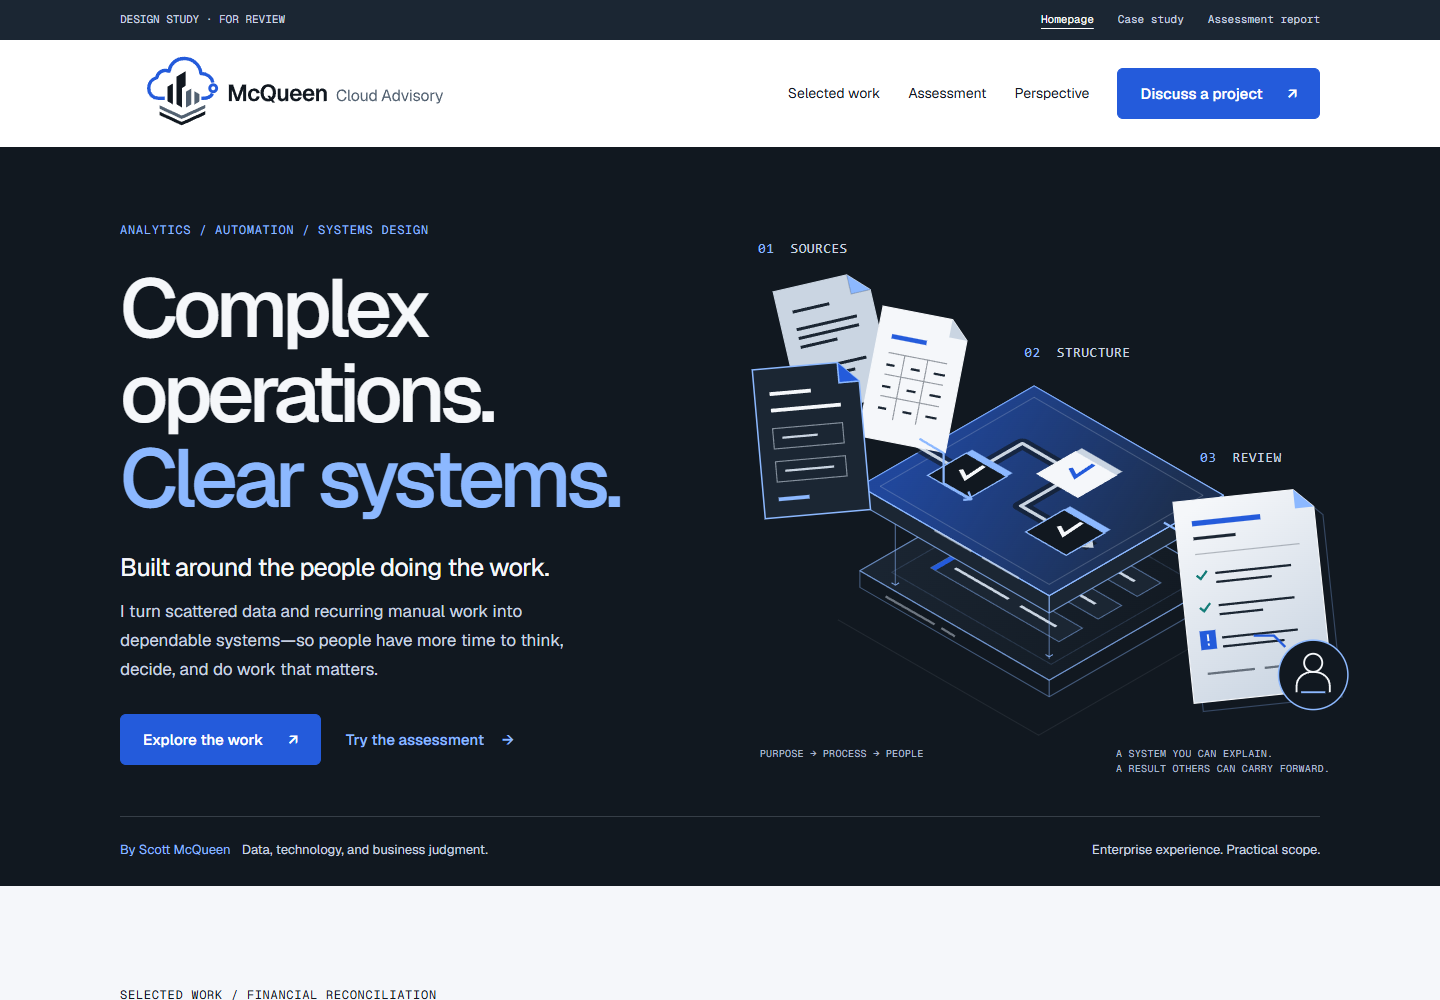 DESIGN STUDY · FOR REVIEW
Homepage Case study Assessment report
McQueen Cloud Advisory
Selected work Assessment Perspective Discuss a project ↗
ANALYTICS / AUTOMATION / SYSTEMS DESIGN
Complex
operations.
Clear systems.
Built around the people doing the work.
I turn scattered data and recurring manual work into
dependable systems—so people have more time to think,
decide, and do work that matters.
Explore the work ↗ Try the assessment →
01 SOURCES
02 STRUCTURE
03 REVIEW
PURPOSE → PROCESS → PEOPLE
A SYSTEM YOU CAN EXPLAIN.
A RESULT OTHERS CAN CARRY FORWARD.
By Scott McQueen Data, technology, and business judgment.
Enterprise experience. Practical scope.
SELECTED WORK / FINANCIAL RECONCILIATION